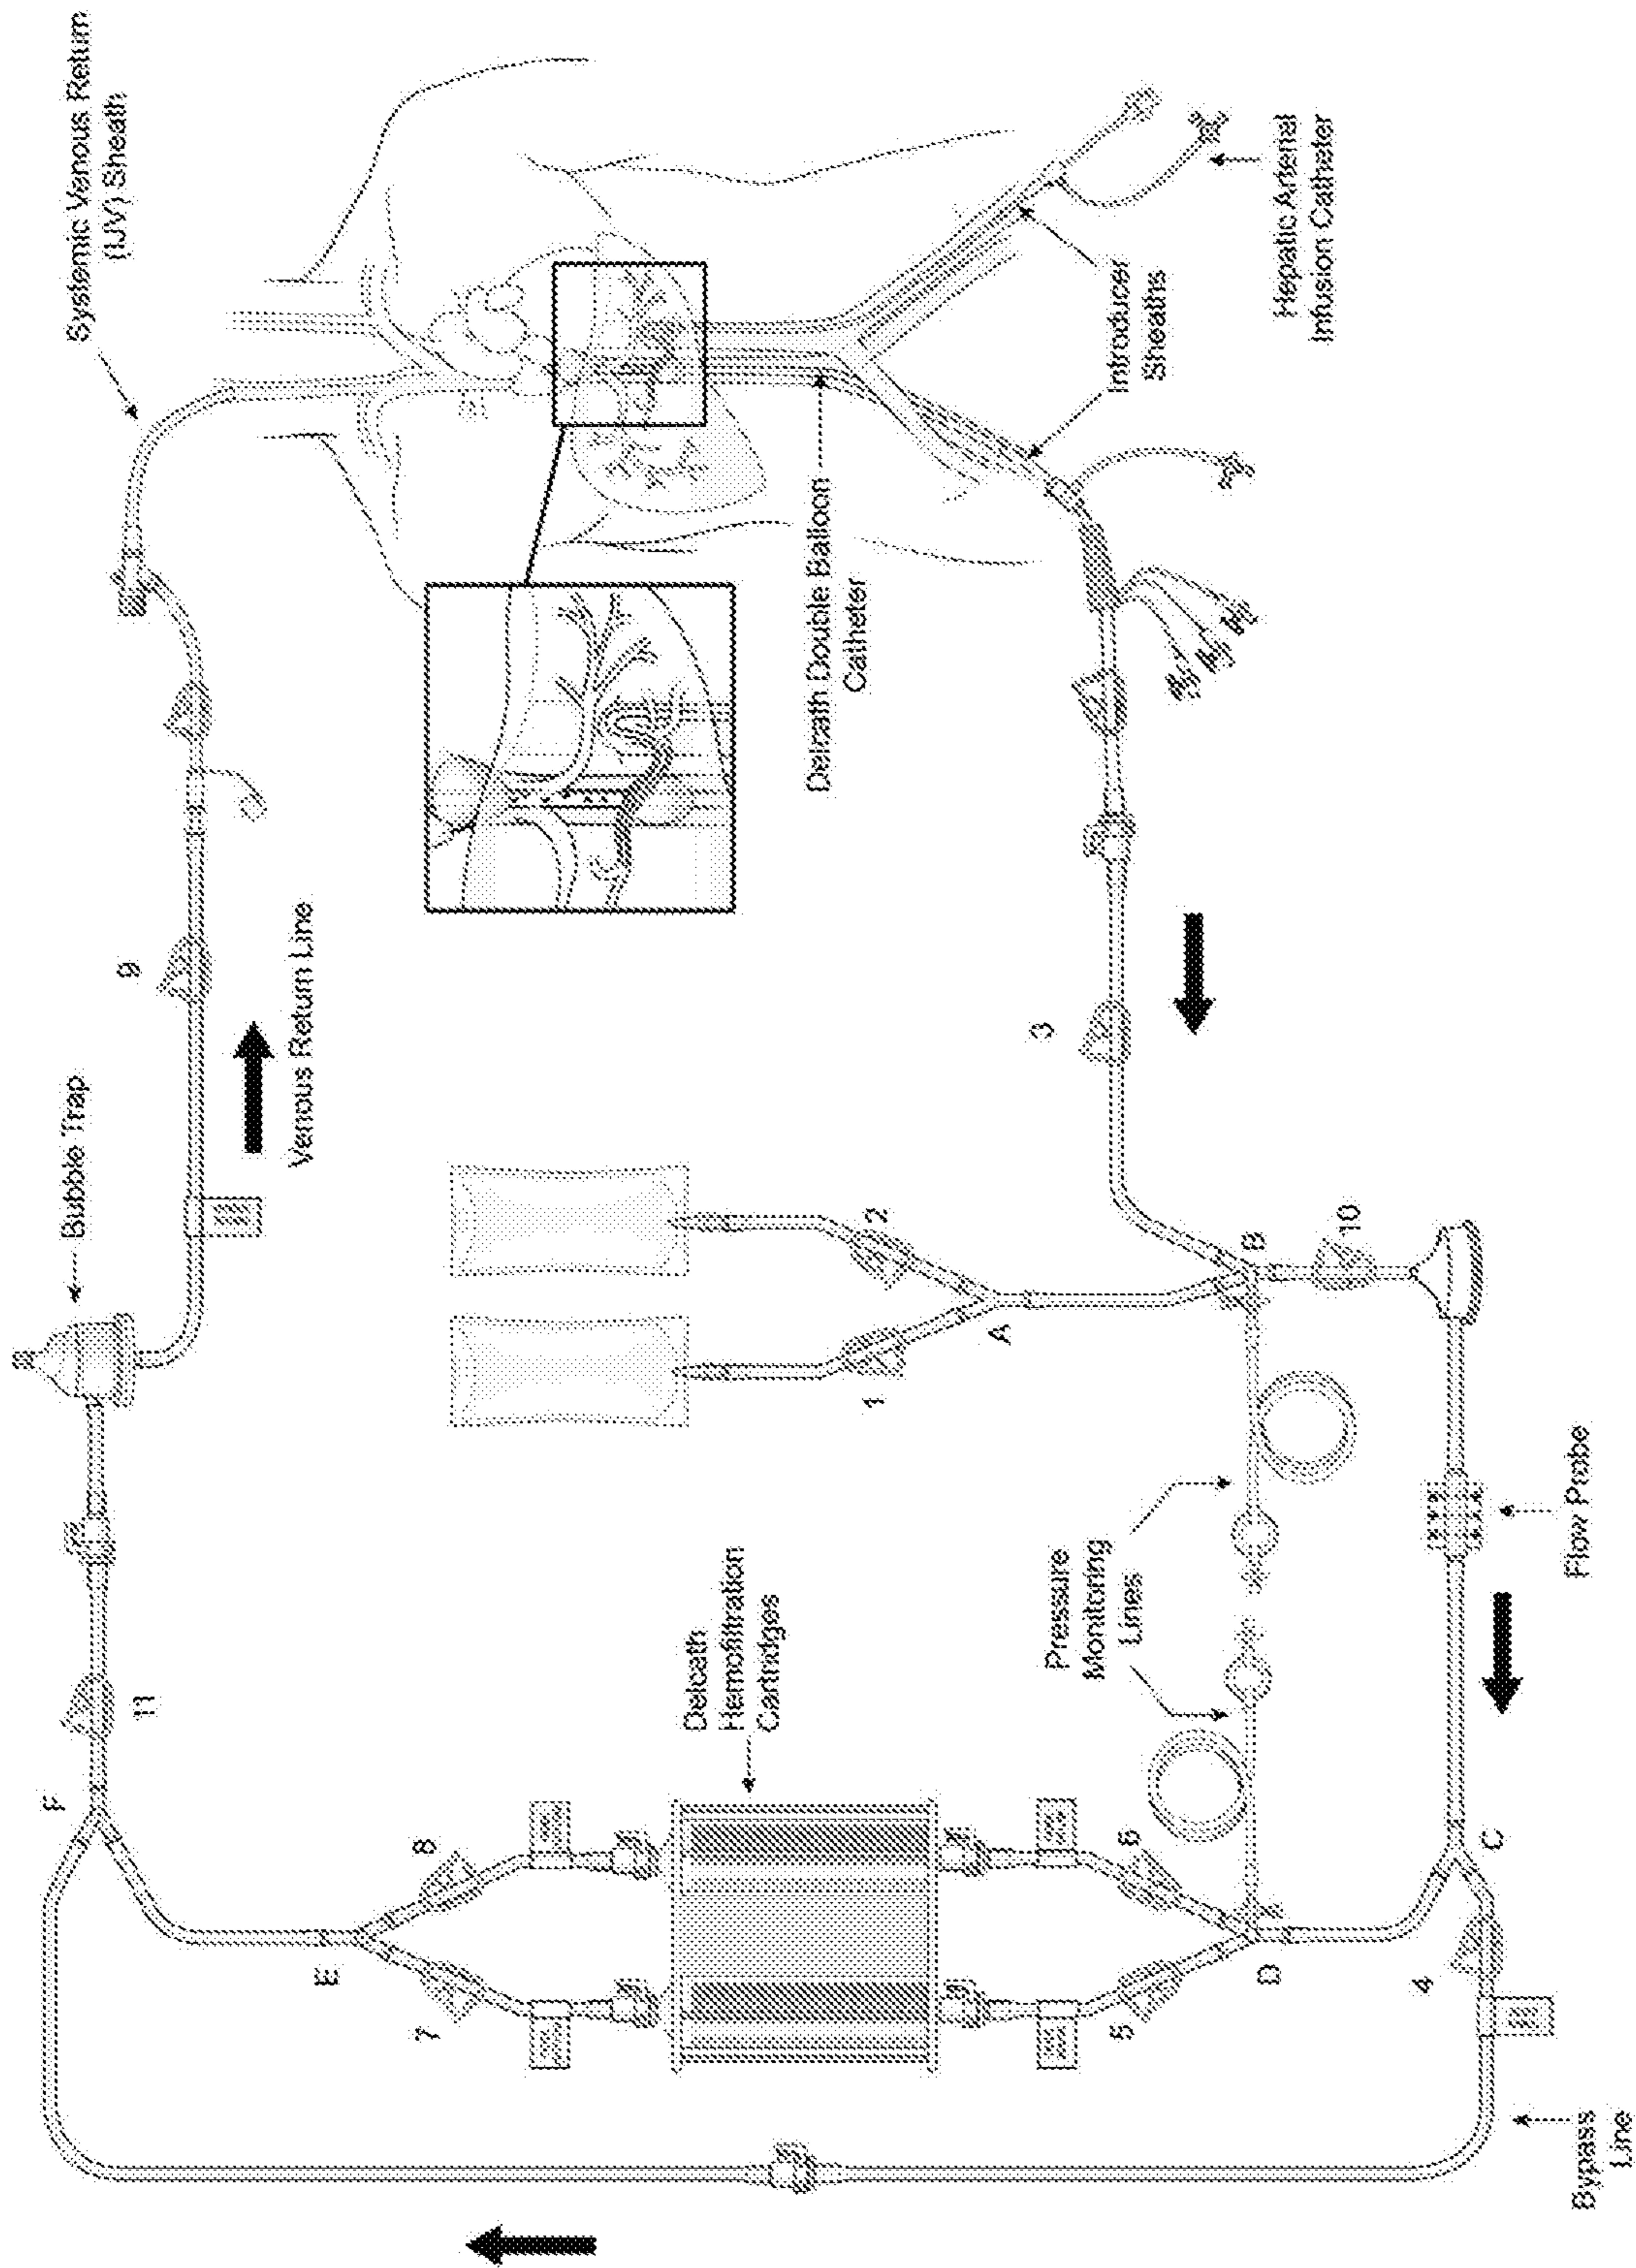 F
Bubble Trap
Systemic Venous Return
(IJV) Sheath
9
11
Venous Return Line
E
7
8
Delcath
Hemofiltration
Cartridges
1
2
Delcath Double Balloon
Catheter
A
Pressure
Monitoring
Lines
3
5
6
Introducer
Sheaths
D
B
10
Hepatic Arterial
Infusion Catheter
4
C
Flow Probe
Bypass
Line